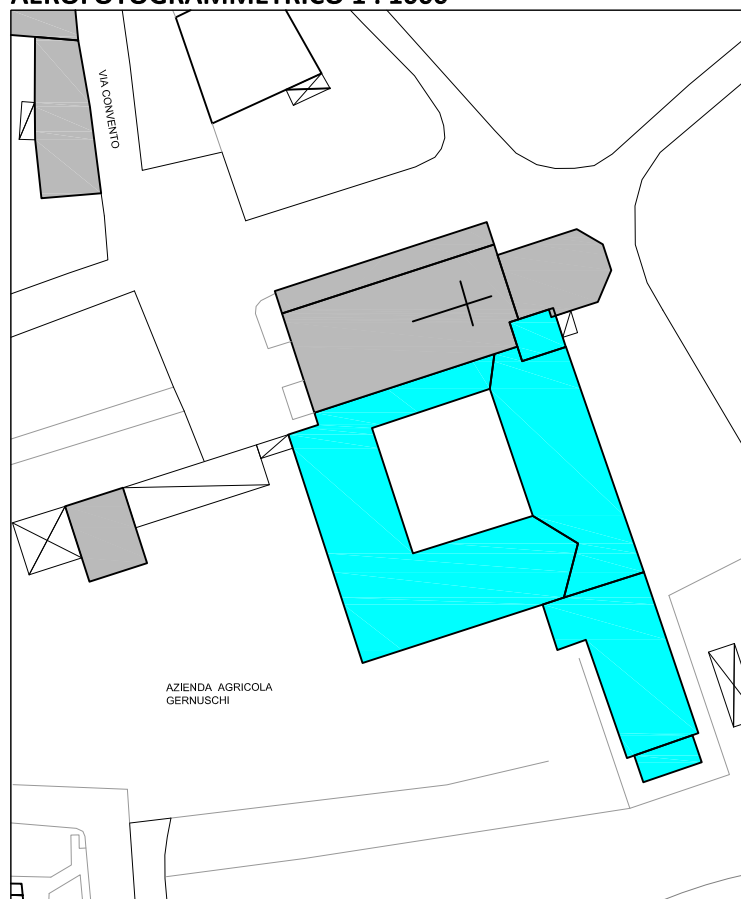 AEROFOTOGRAMMETRICO 1 : 1000
VIA CONVENTO
AZIENDA AGRICOLA
GERNUSCHI